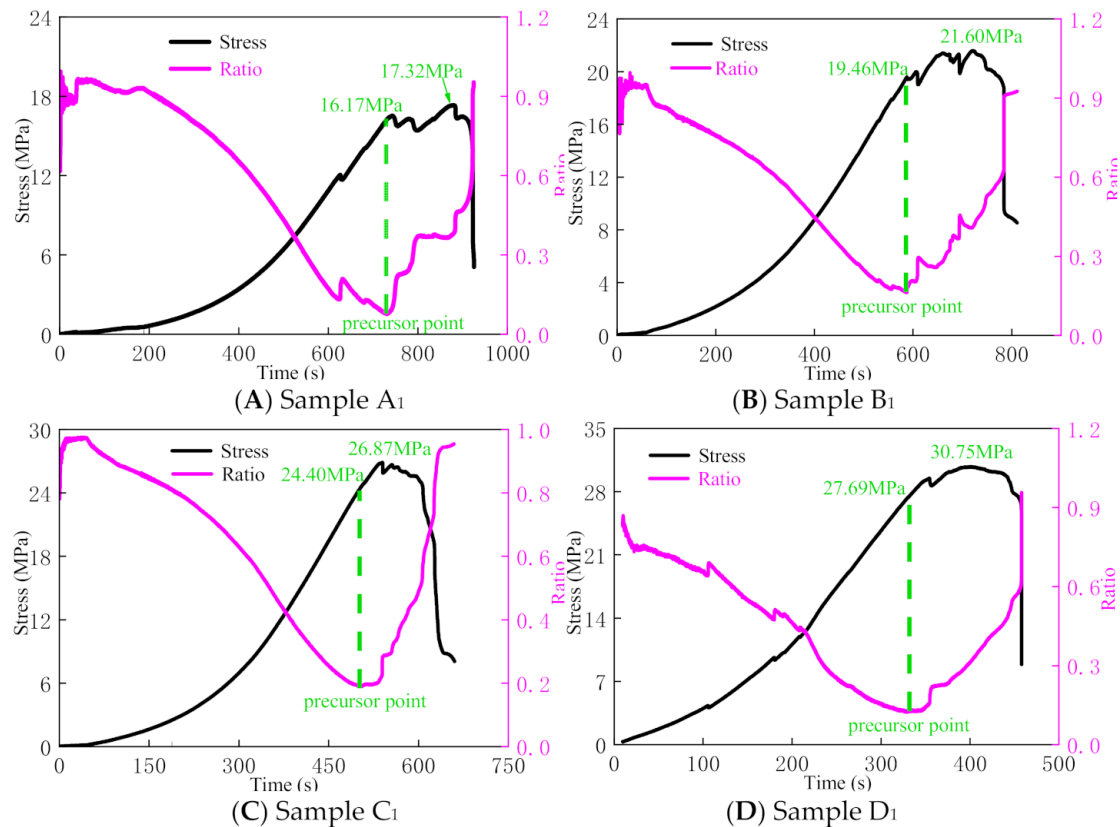 24
1.2
Stress
Ratio
17.32MPa
16.17MPa
18
0.9
12
0.6
6
0.3
0
0.0
Stress (MPa)
Ratio
precursor point
0
200
400
600
800
1000
Time (s)
(A) Sample A1
24
1.2
Stress
Ratio
21.60MPa
19.46MPa
20
0.9
16
12
0.6
8
0.3
4
0
0.0
Stress (MPa)
Ratio
precursor point
0
200
400
600
800
Time (s)
(B) Sample B1
30
1.0
Stress
Ratio
26.87MPa
24.40MPa
24
0.8
18
0.6
12
0.4
6
0.2
0
0.0
Stress (MPa)
Ratio
precursor point
0
150
300
450
600
750
Time (s)
(C) Sample C1
35
1.2
Stress
Ratio
30.75MPa
27.69MPa
28
0.9
21
0.6
14
0.3
7
0
0.0
Stress (MPa)
Ratio
precursor point
0
100
200
300
400
500
Time (s)
(D) Sample D1